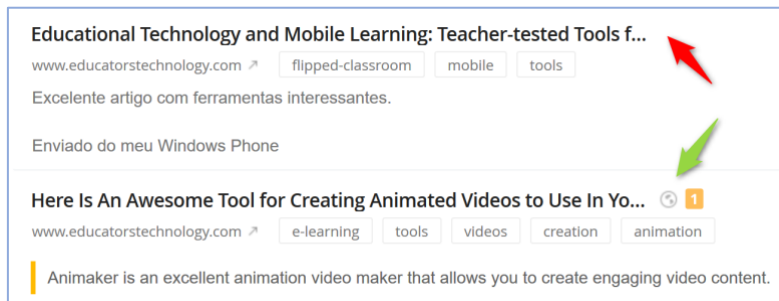 Educational Technology and Mobile Learning: Teacher-tested Tools f...
www.educatorstechnology.com ↗ flipped-classroom mobile tools
Excelente artigo com ferramentas interessantes.
Enviado do meu Windows Phone
Here Is An Awesome Tool for Creating Animated Videos to Use In Yo... 1
www.educatorstechnology.com ↗ e-learning tools videos creation animation
Animaker is an excellent animation video maker that allows you to create engaging video content.